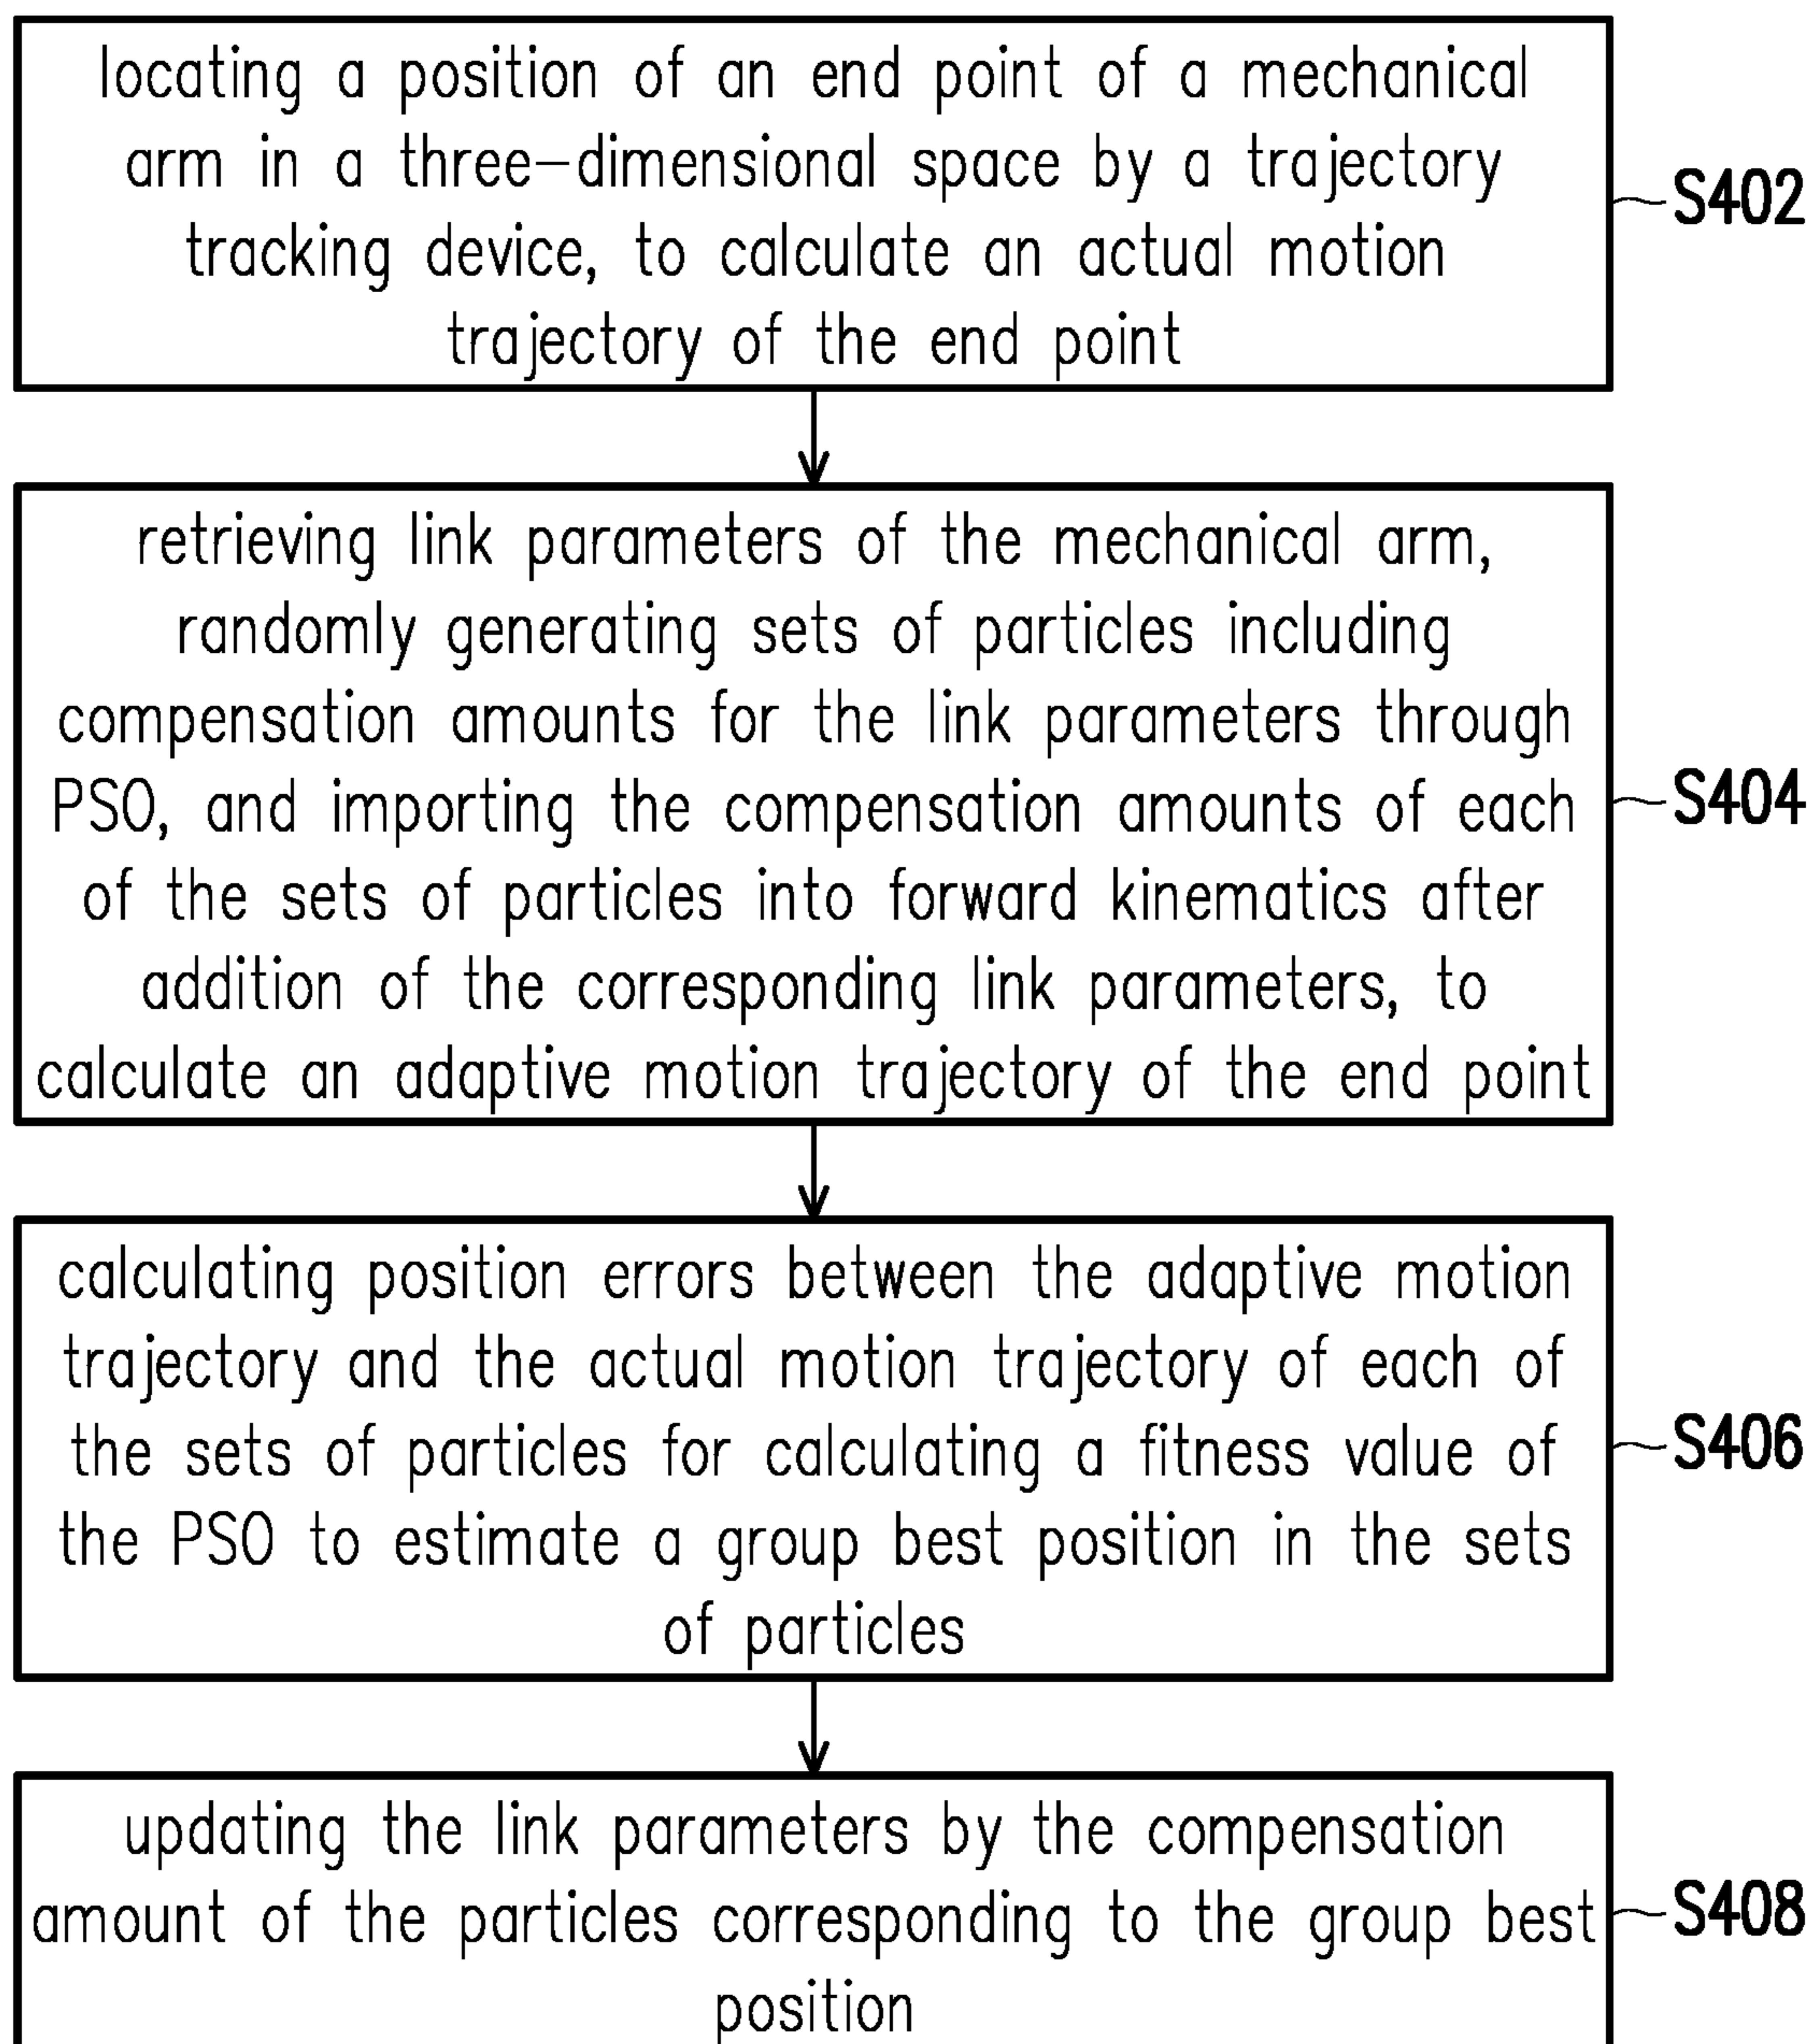 locating a position of an end point of a mechanical
arm in a three-dimensional space by a trajectory
tracking device, to calculate an actual motion
trajectory of the end point
S402
retrieving link parameters of the mechanical arm,
randomly generating sets of particles including
compensation amounts for the link parameters through
PSO, and importing the compensation amounts of each
of the sets of particles into forward kinematics after
addition of the corresponding link parameters, to
calculate an adaptive motion trajectory of the end point
S404
calculating position errors between the adaptive motion
trajectory and the actual motion trajectory of each of
the sets of particles for calculating a fitness value of
the PSO to estimate a group best position in the sets
of particles
S406
updating the link parameters by the compensation
amount of the particles corresponding to the group best
position
S408